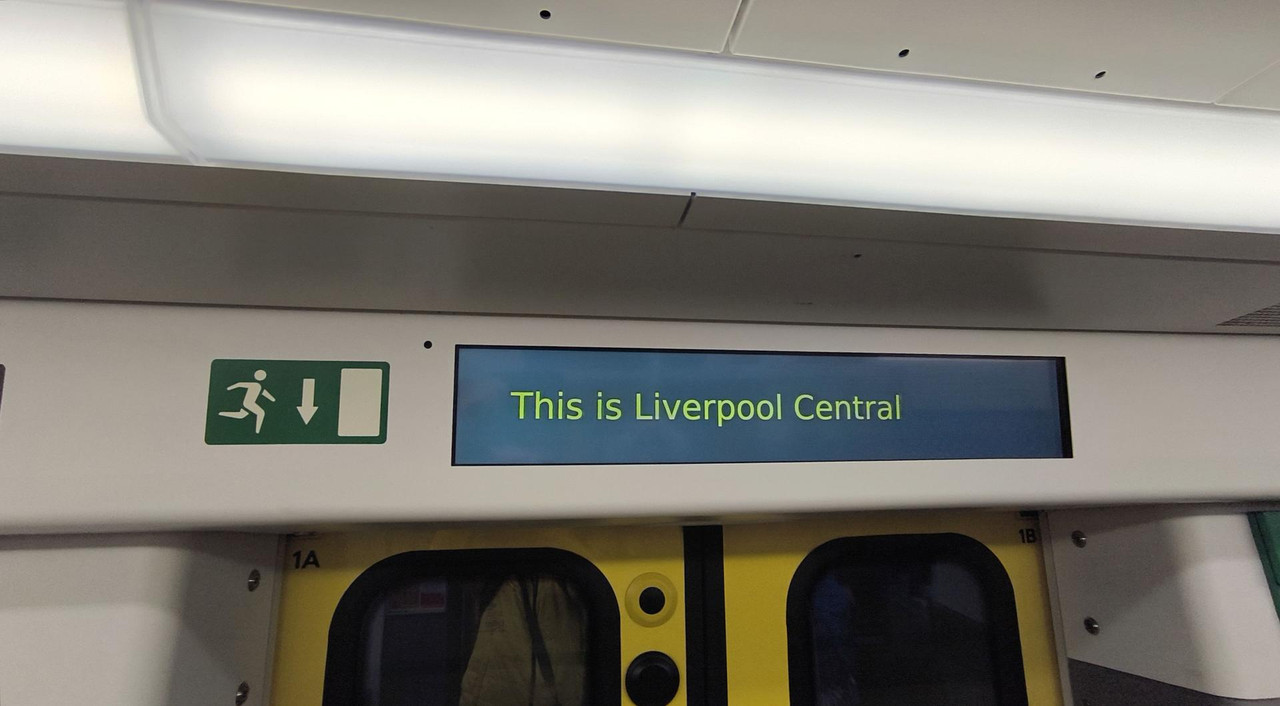 This is Liverpool Central
1A
1B